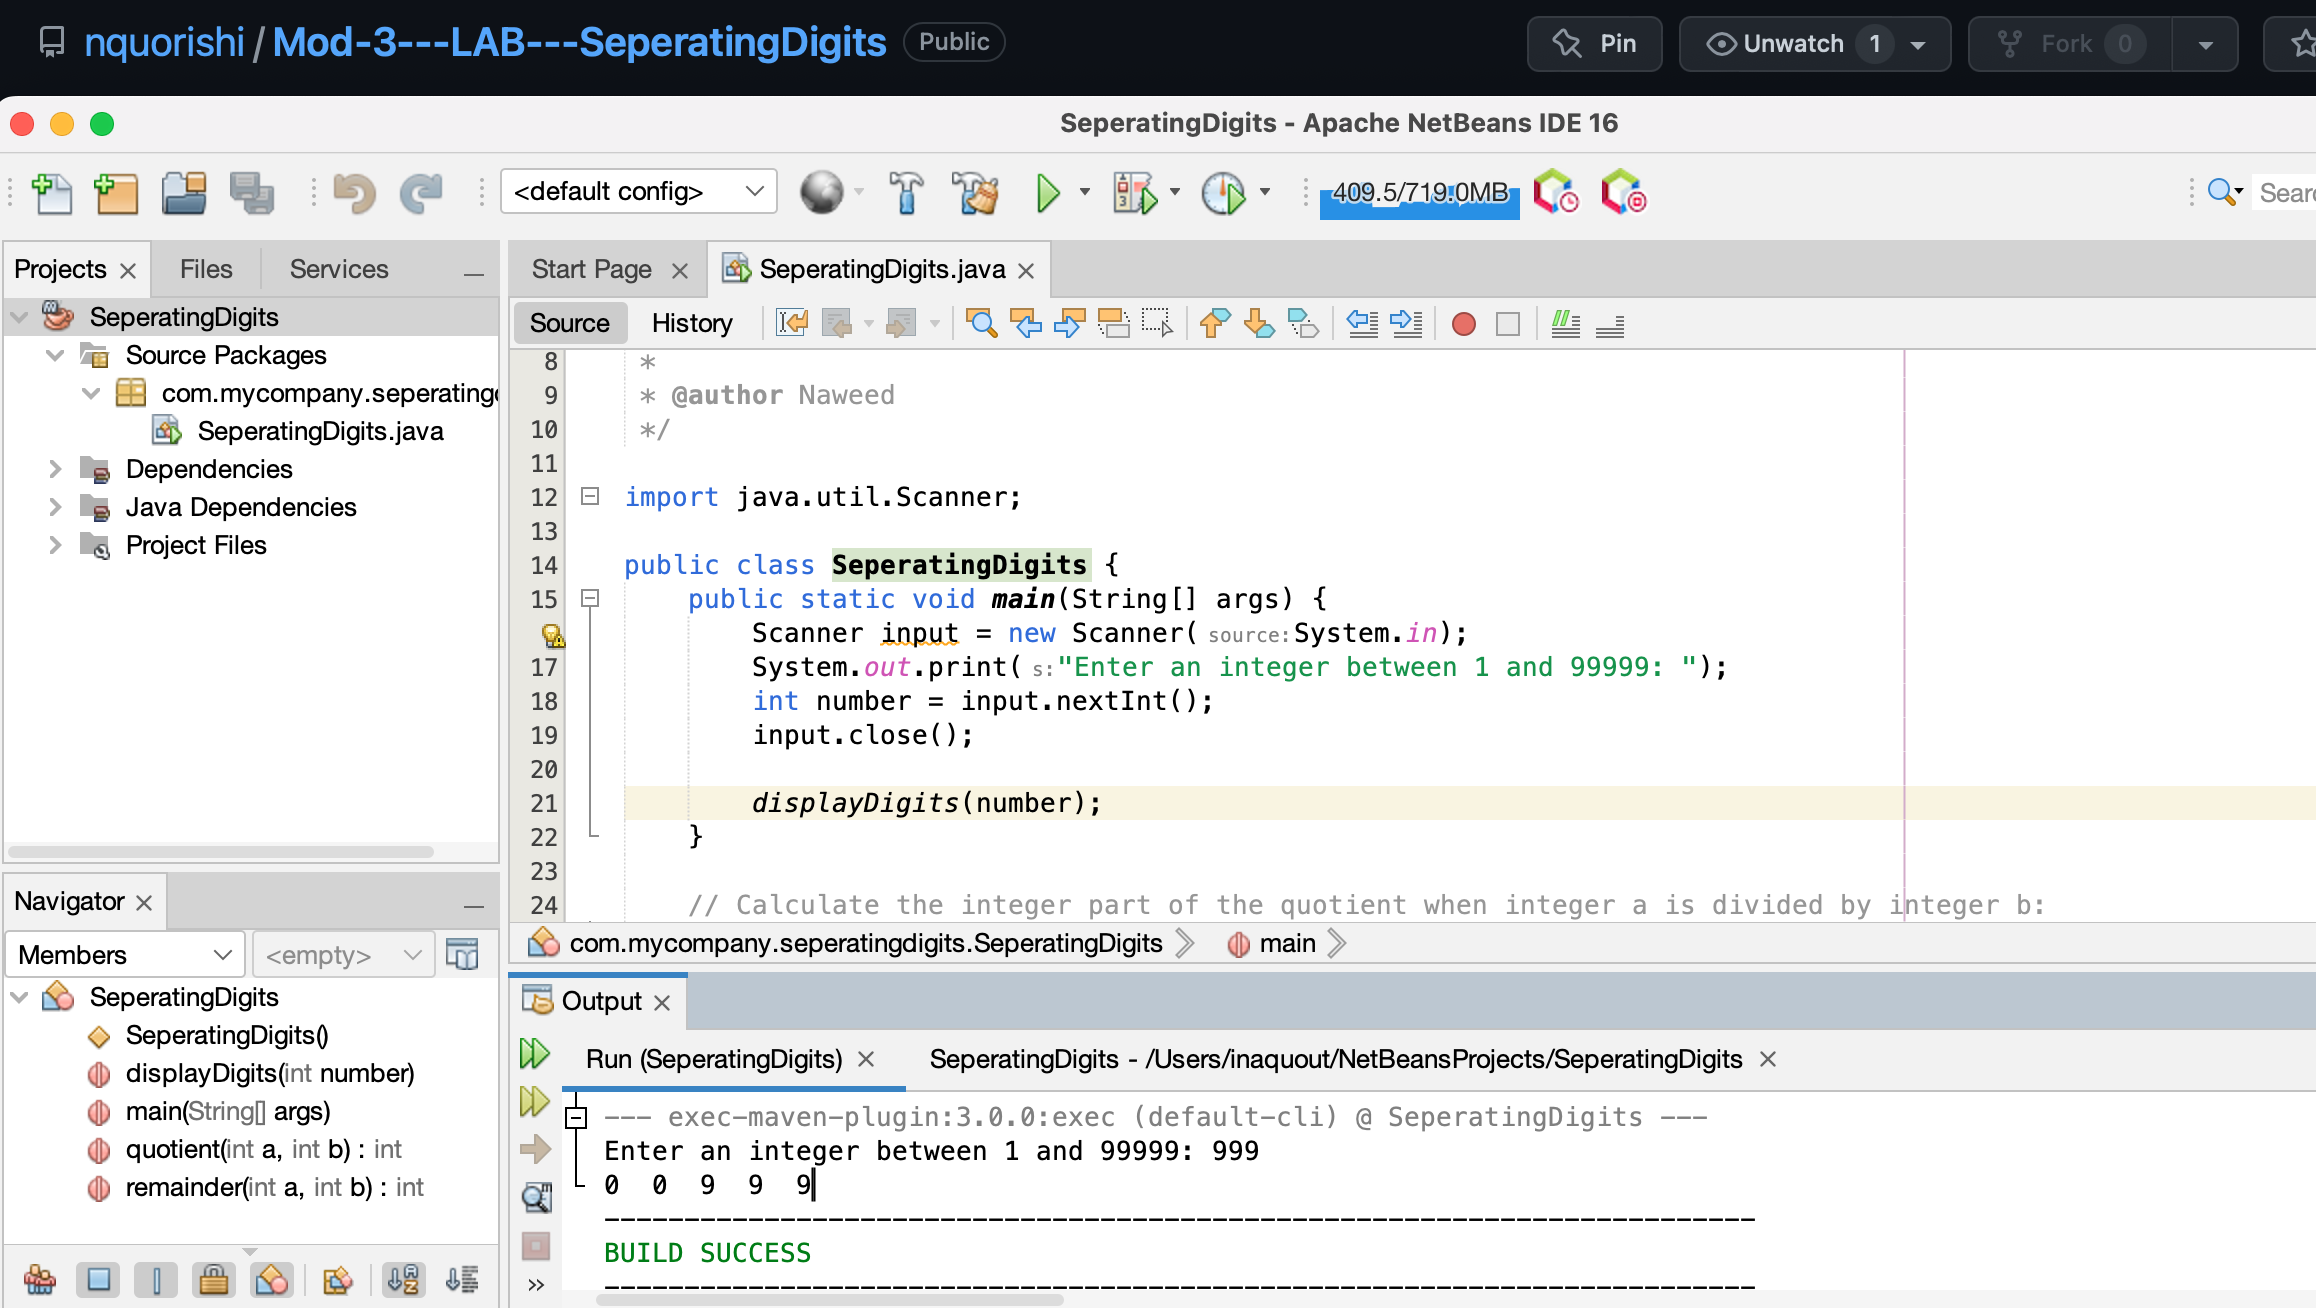 nquorishi / Mod-3---LAB---SeperatingDigits Public Pin Unwatch 1 Fork 0
SeperatingDigits - Apache NetBeans IDE 16
<default config> 409.5/719.0MB
Projects Files Services
SeperatingDigits
Source Packages
SeperatingDigits.java
Dependencies
Java Dependencies
Project Files
Start Page SeperatingDigits.java
Source History
8 *
9 * @author Naweed
10 */
11
12 import java.util.Scanner;
13
14 public class SeperatingDigits {
15 public static void main(String[] args) {
Scanner input = new Scanner( source: System.in);
17 System.out.print( s: "Enter an integer between 1 and 99999: ");
18 int number = input.nextInt();
19 input.close();
20
21 displayDigits(number);
22 }
23
24 // Calculate the integer part of the quotient when integer a is divided by integer b:
com.mycompany.seperatingdigits.SeperatingDigits main
Navigator
Members <empty>
SeperatingDigits
SeperatingDigits()
displayDigits(int number)
main(String[] args)
quotient(int a, int b) : int
remainder(int a, int b) : int
Output
Run (SeperatingDigits) SeperatingDigits - /Users/inaquout/NetBeansProjects/SeperatingDigits
--- exec-maven-plugin:3.0.0:exec (default-cli) @ SeperatingDigits ---
Enter an integer between 1 and 99999: 999
0 0 9 9 9
------------------------------------------------------------------------
BUILD SUCCESS
------------------------------------------------------------------------